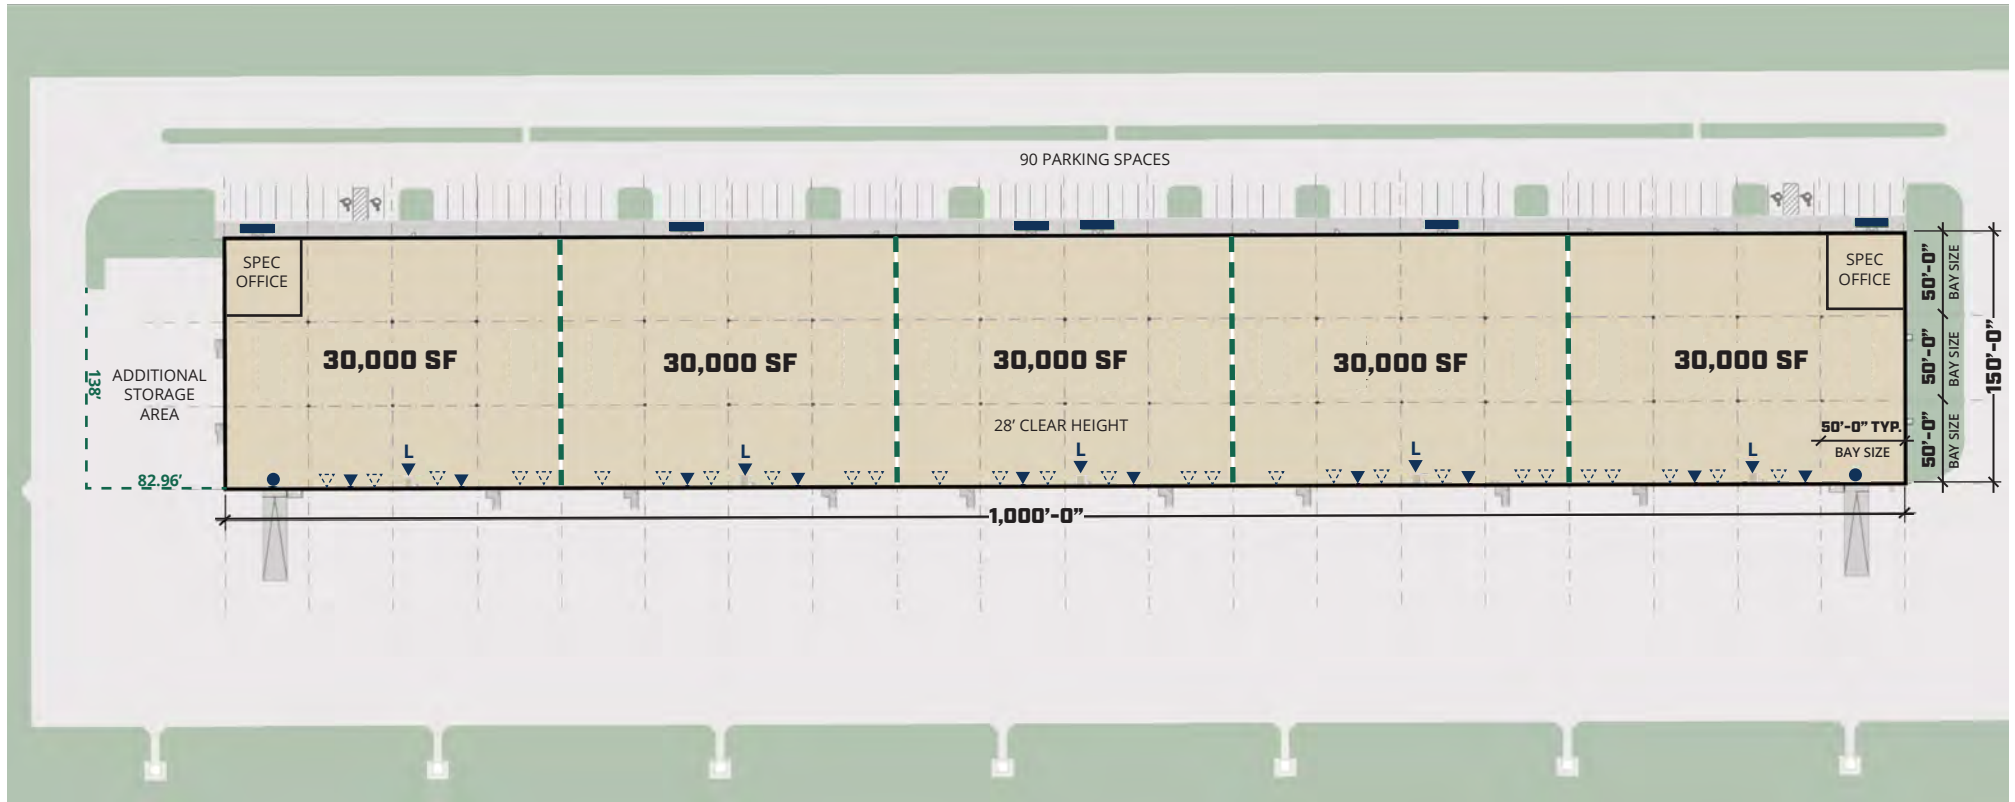 90 PARKING SPACES
SPEC
OFFICE
SPEC
OFFICE
30,000 SF
30,000 SF
30,000 SF
30,000 SF
30,000 SF
138’
ADDITIONAL
STORAGE
AREA
82.96’
28’ CLEAR HEIGHT
L
L
L
L
L
50’-0” TYP.
BAY SIZE
50’-0”
BAY SIZE
50’-0”
BAY SIZE
50’-0”
BAY SIZE
150’-0”
1,000’-0”